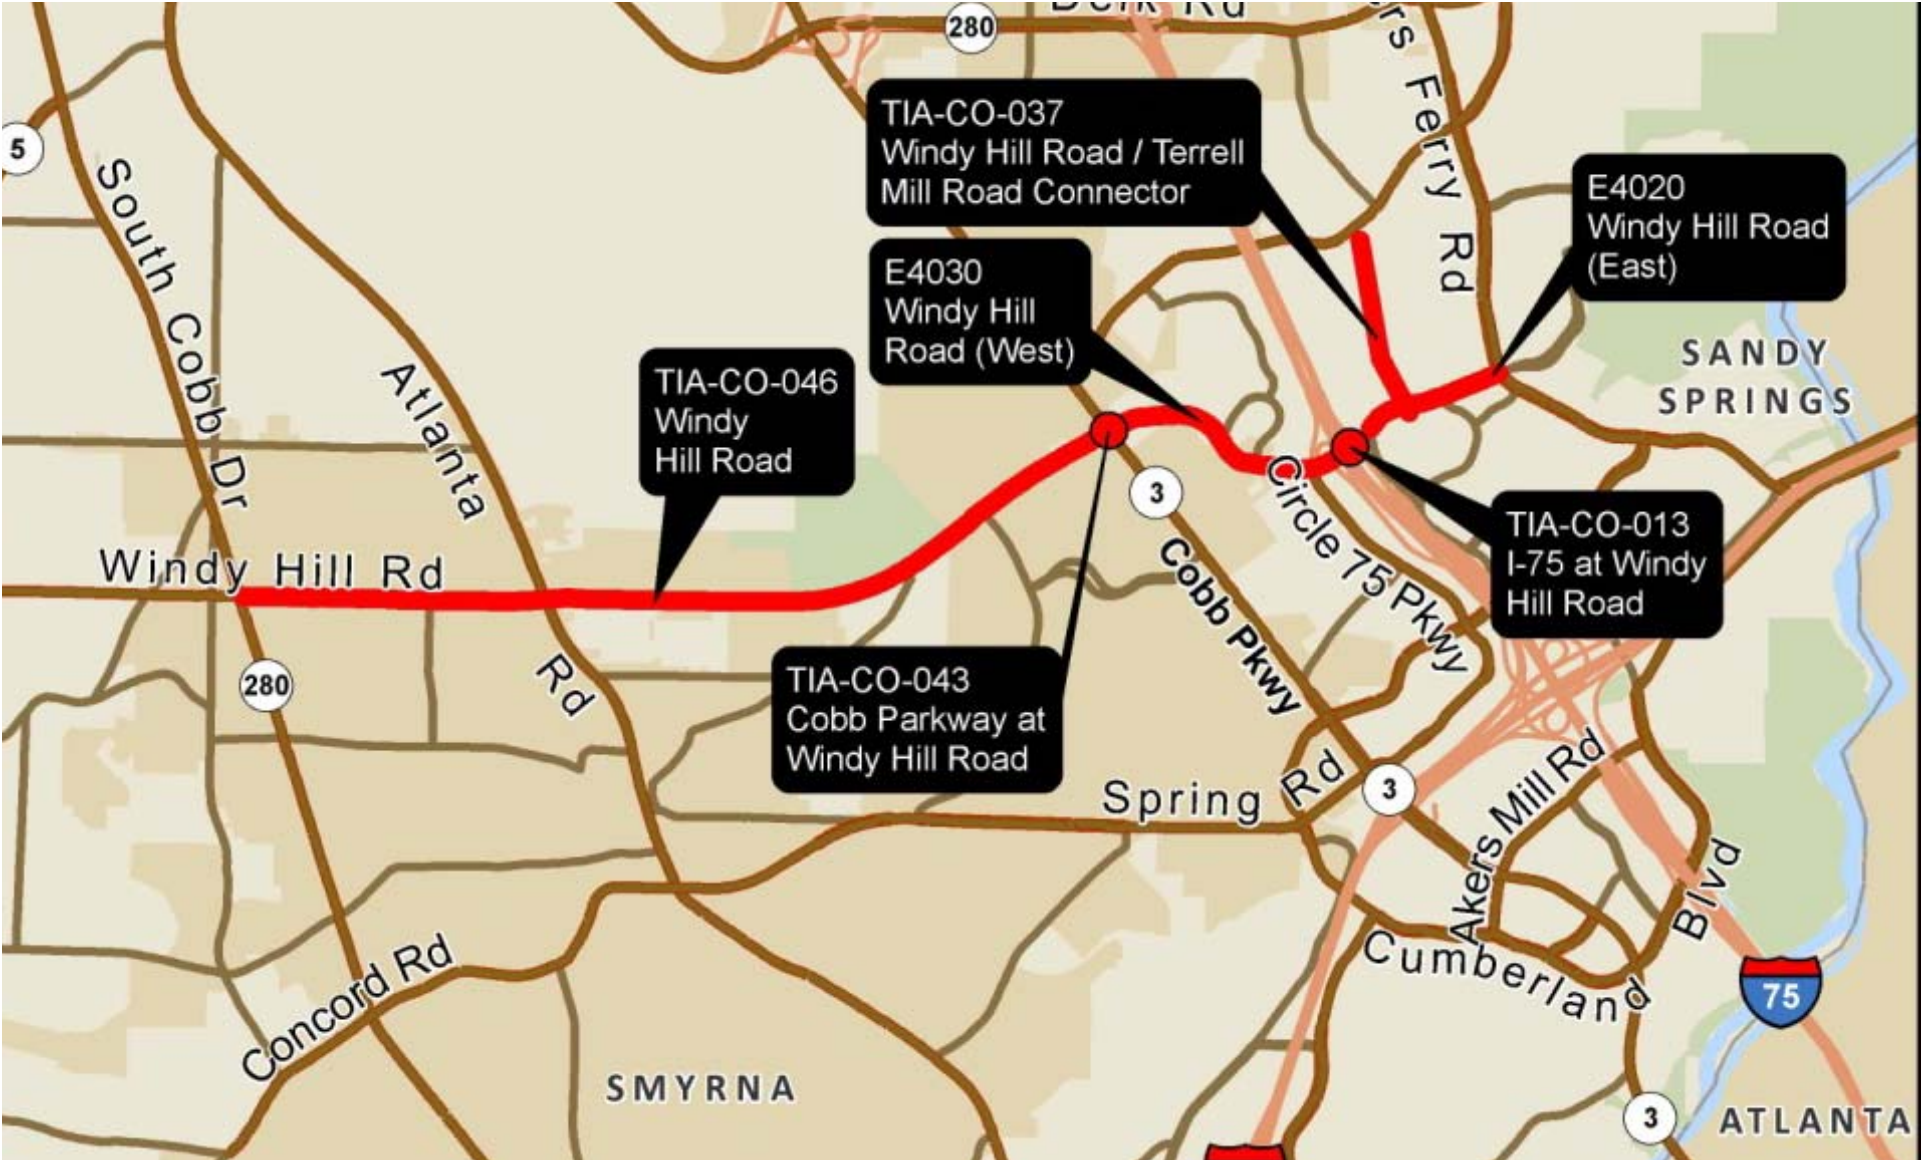 280
Delk Rd
ers Ferry Rd
5
TIA-CO-037
Windy Hill Road / Terrell
Mill Road Connector
E4020
Windy Hill Road
(East)
South Cobb Dr
E4030
Windy Hill
Road (West)
SANDY
SPRINGS
Atlanta Rd
TIA-CO-046
Windy
Hill Road
3
Circle 75 Pkwy
TIA-CO-013
I-75 at Windy
Hill Road
Windy Hill Rd
Cobb Pkwy
280
TIA-CO-043
Cobb Parkway at
Windy Hill Road
Spring Rd
3
Akers Mill Rd
Cumberland Blvd
Concord Rd
75
SMYRNA
3
ATLANTA